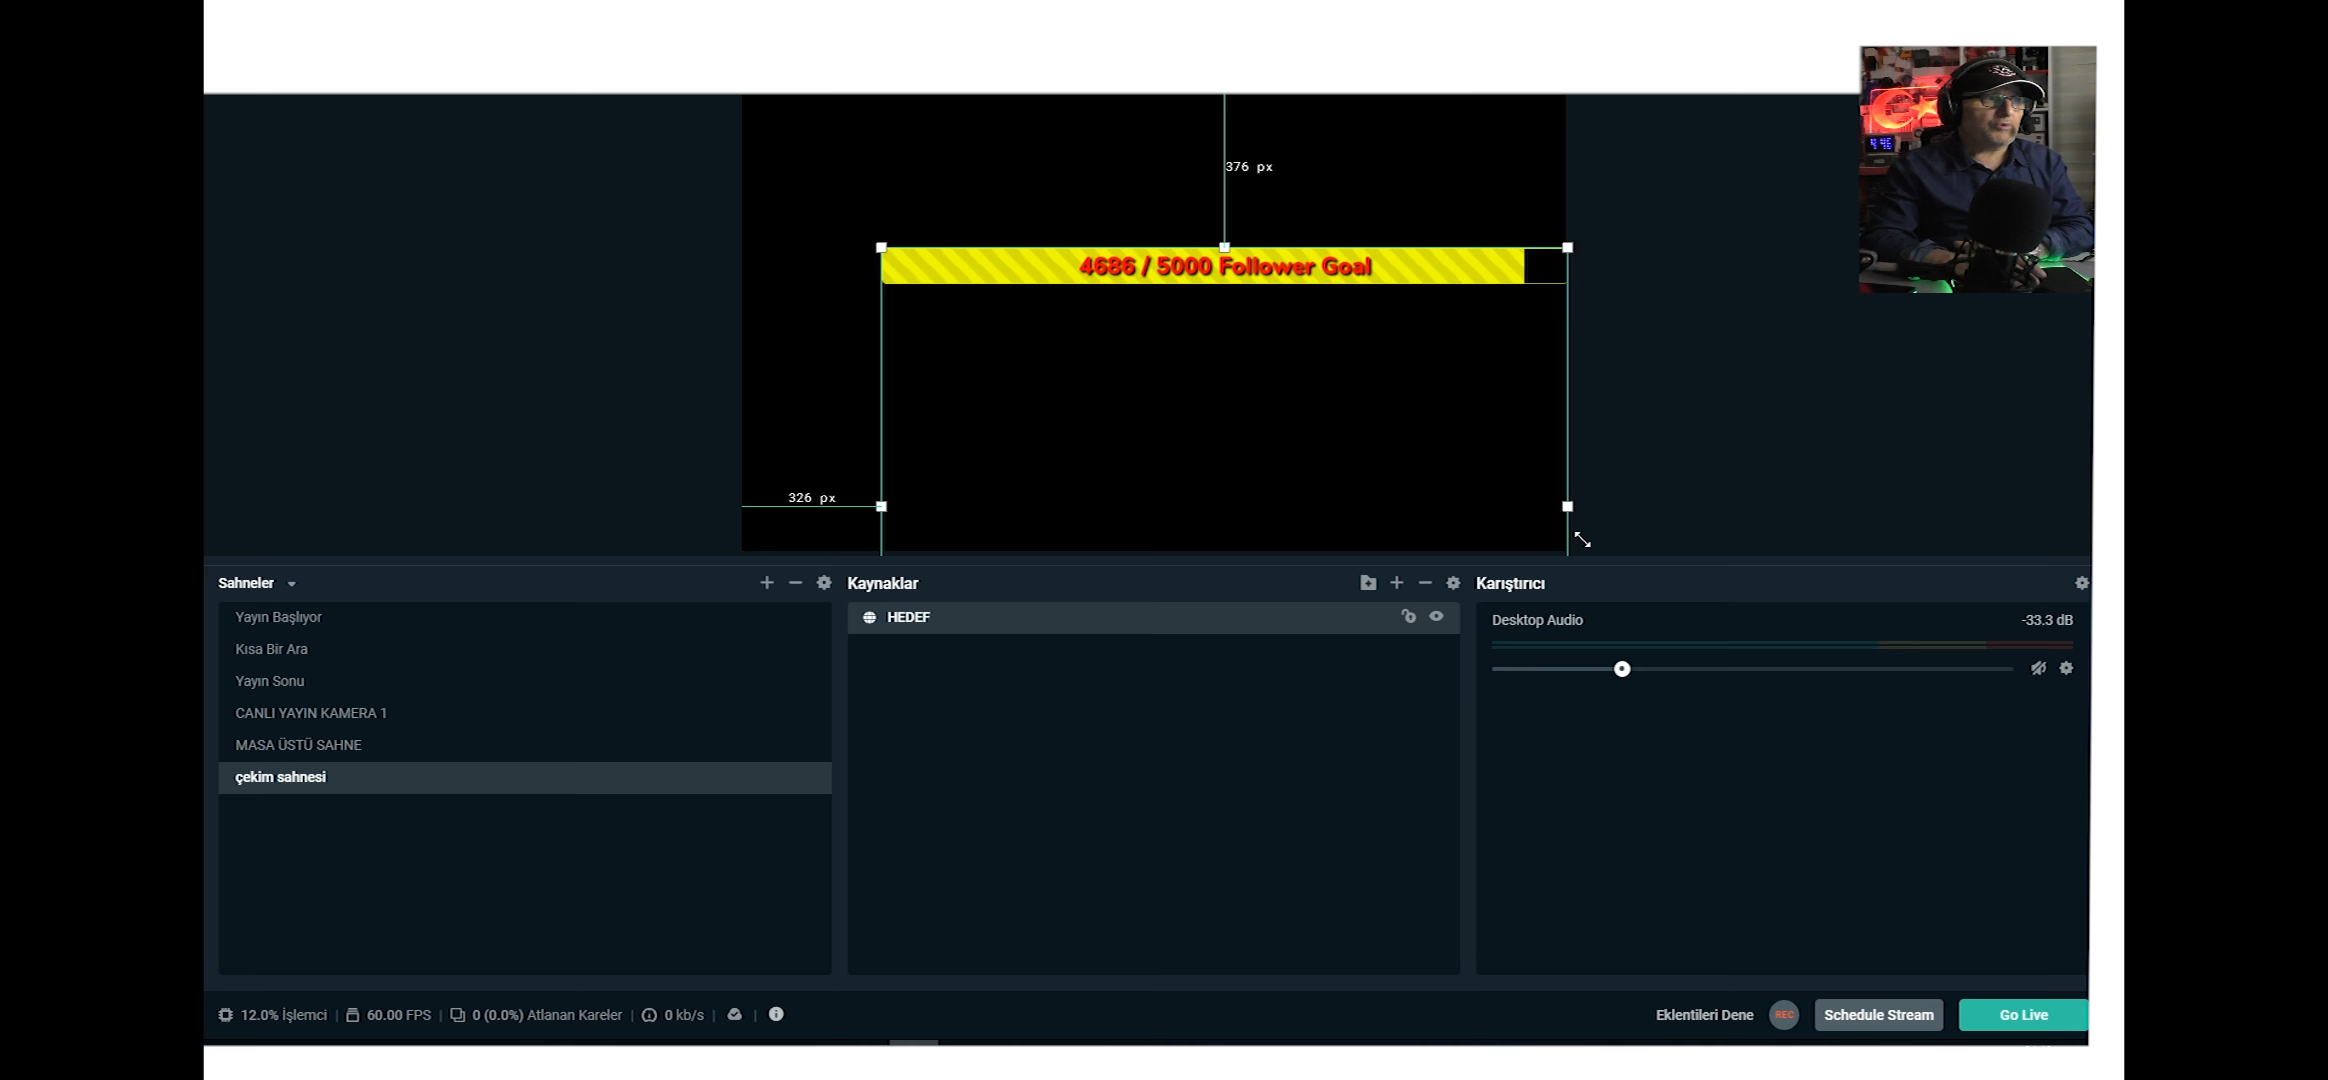 376 px
4686 / 5000 Follower Goal
326 px
Sahneler
Yayın Başlıyor
Kısa Bir Ara
Yayın Sonu
CANLI YAYIN KAMERA 1
MASA ÜSTÜ SAHNE
çekim sahnesi
Kaynaklar
HEDEF
Karıştırıcı
Desktop Audio -33.3 dB
12.0% İşlemci | 60.00 FPS | 0 (0.0%) Atlanan Kareler | 0 kb/s
Eklentileri Dene REC Schedule Stream Go Live